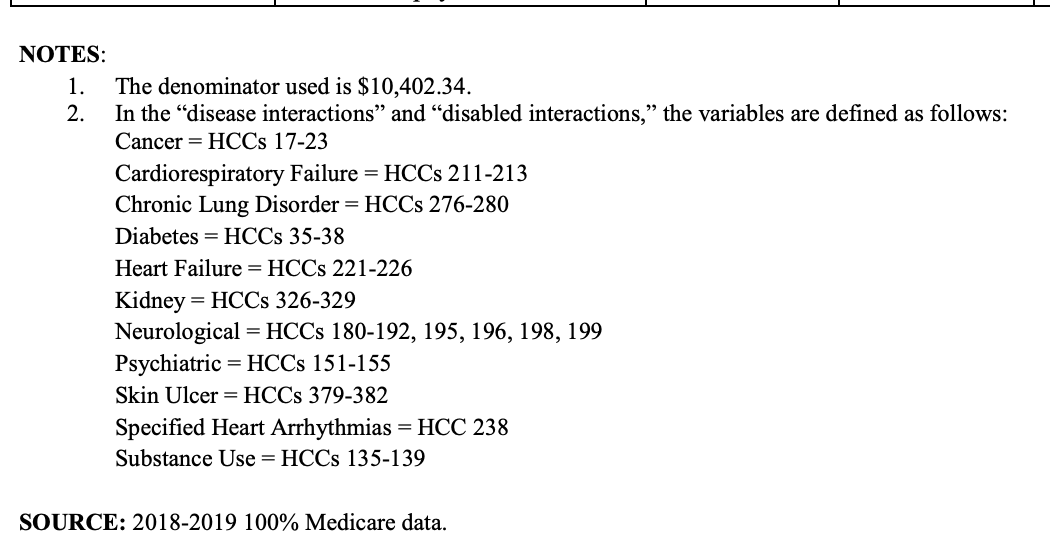 NOTES:
1. The denominator used is $10,402.34.
2. In the “disease interactions” and “disabled interactions,” the variables are defined as follows:
Cancer = HCCs 17-23
Cardiorespiratory Failure = HCCs 211-213
Chronic Lung Disorder = HCCs 276-280
Diabetes = HCCs 35-38
Heart Failure = HCCs 221-226
Kidney = HCCs 326-329
Neurological = HCCs 180-192, 195, 196, 198, 199
Psychiatric = HCCs 151-155
Skin Ulcer = HCCs 379-382
Specified Heart Arrhythmias = HCC 238
Substance Use = HCCs 135-139
SOURCE: 2018-2019 100% Medicare data.